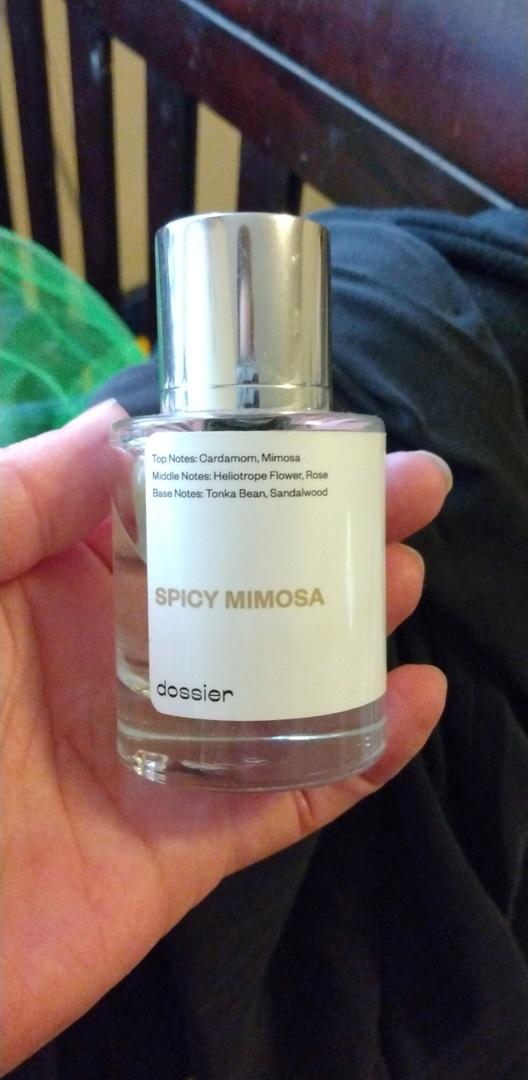 Top Notes: Cardamom, Mimosa
Middle Notes: Heliotrope Flower, Rose
Base Notes: Tonka Bean, Sandalwood
SPICY MIMOSA
dossier